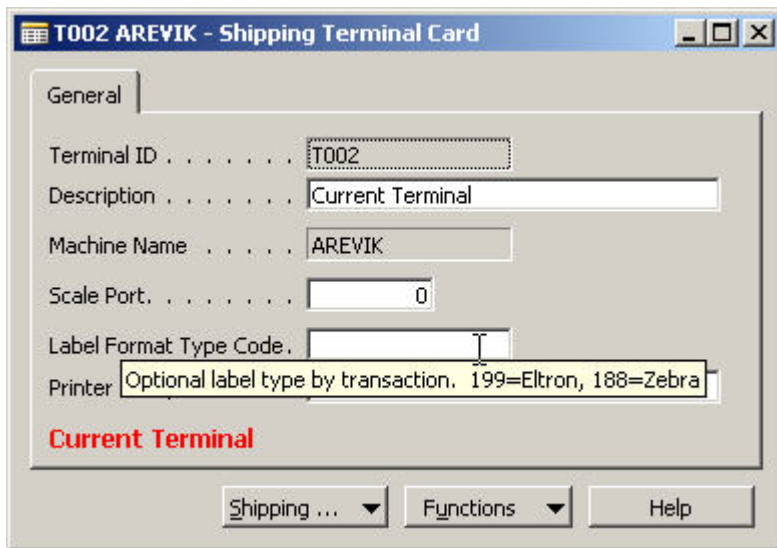 T002 AREVIK - Shipping Terminal Card
General
Terminal ID . . . . . . . T002
Description . . . . . . . Current Terminal
Machine Name . . . . . AREVIK
Scale Port. . . . . . . . 0
Label Format Type Code.
Optional label type by transaction. 199=Eltron, 188=Zebra
Printer
Current Terminal
Shipping ... Functions Help